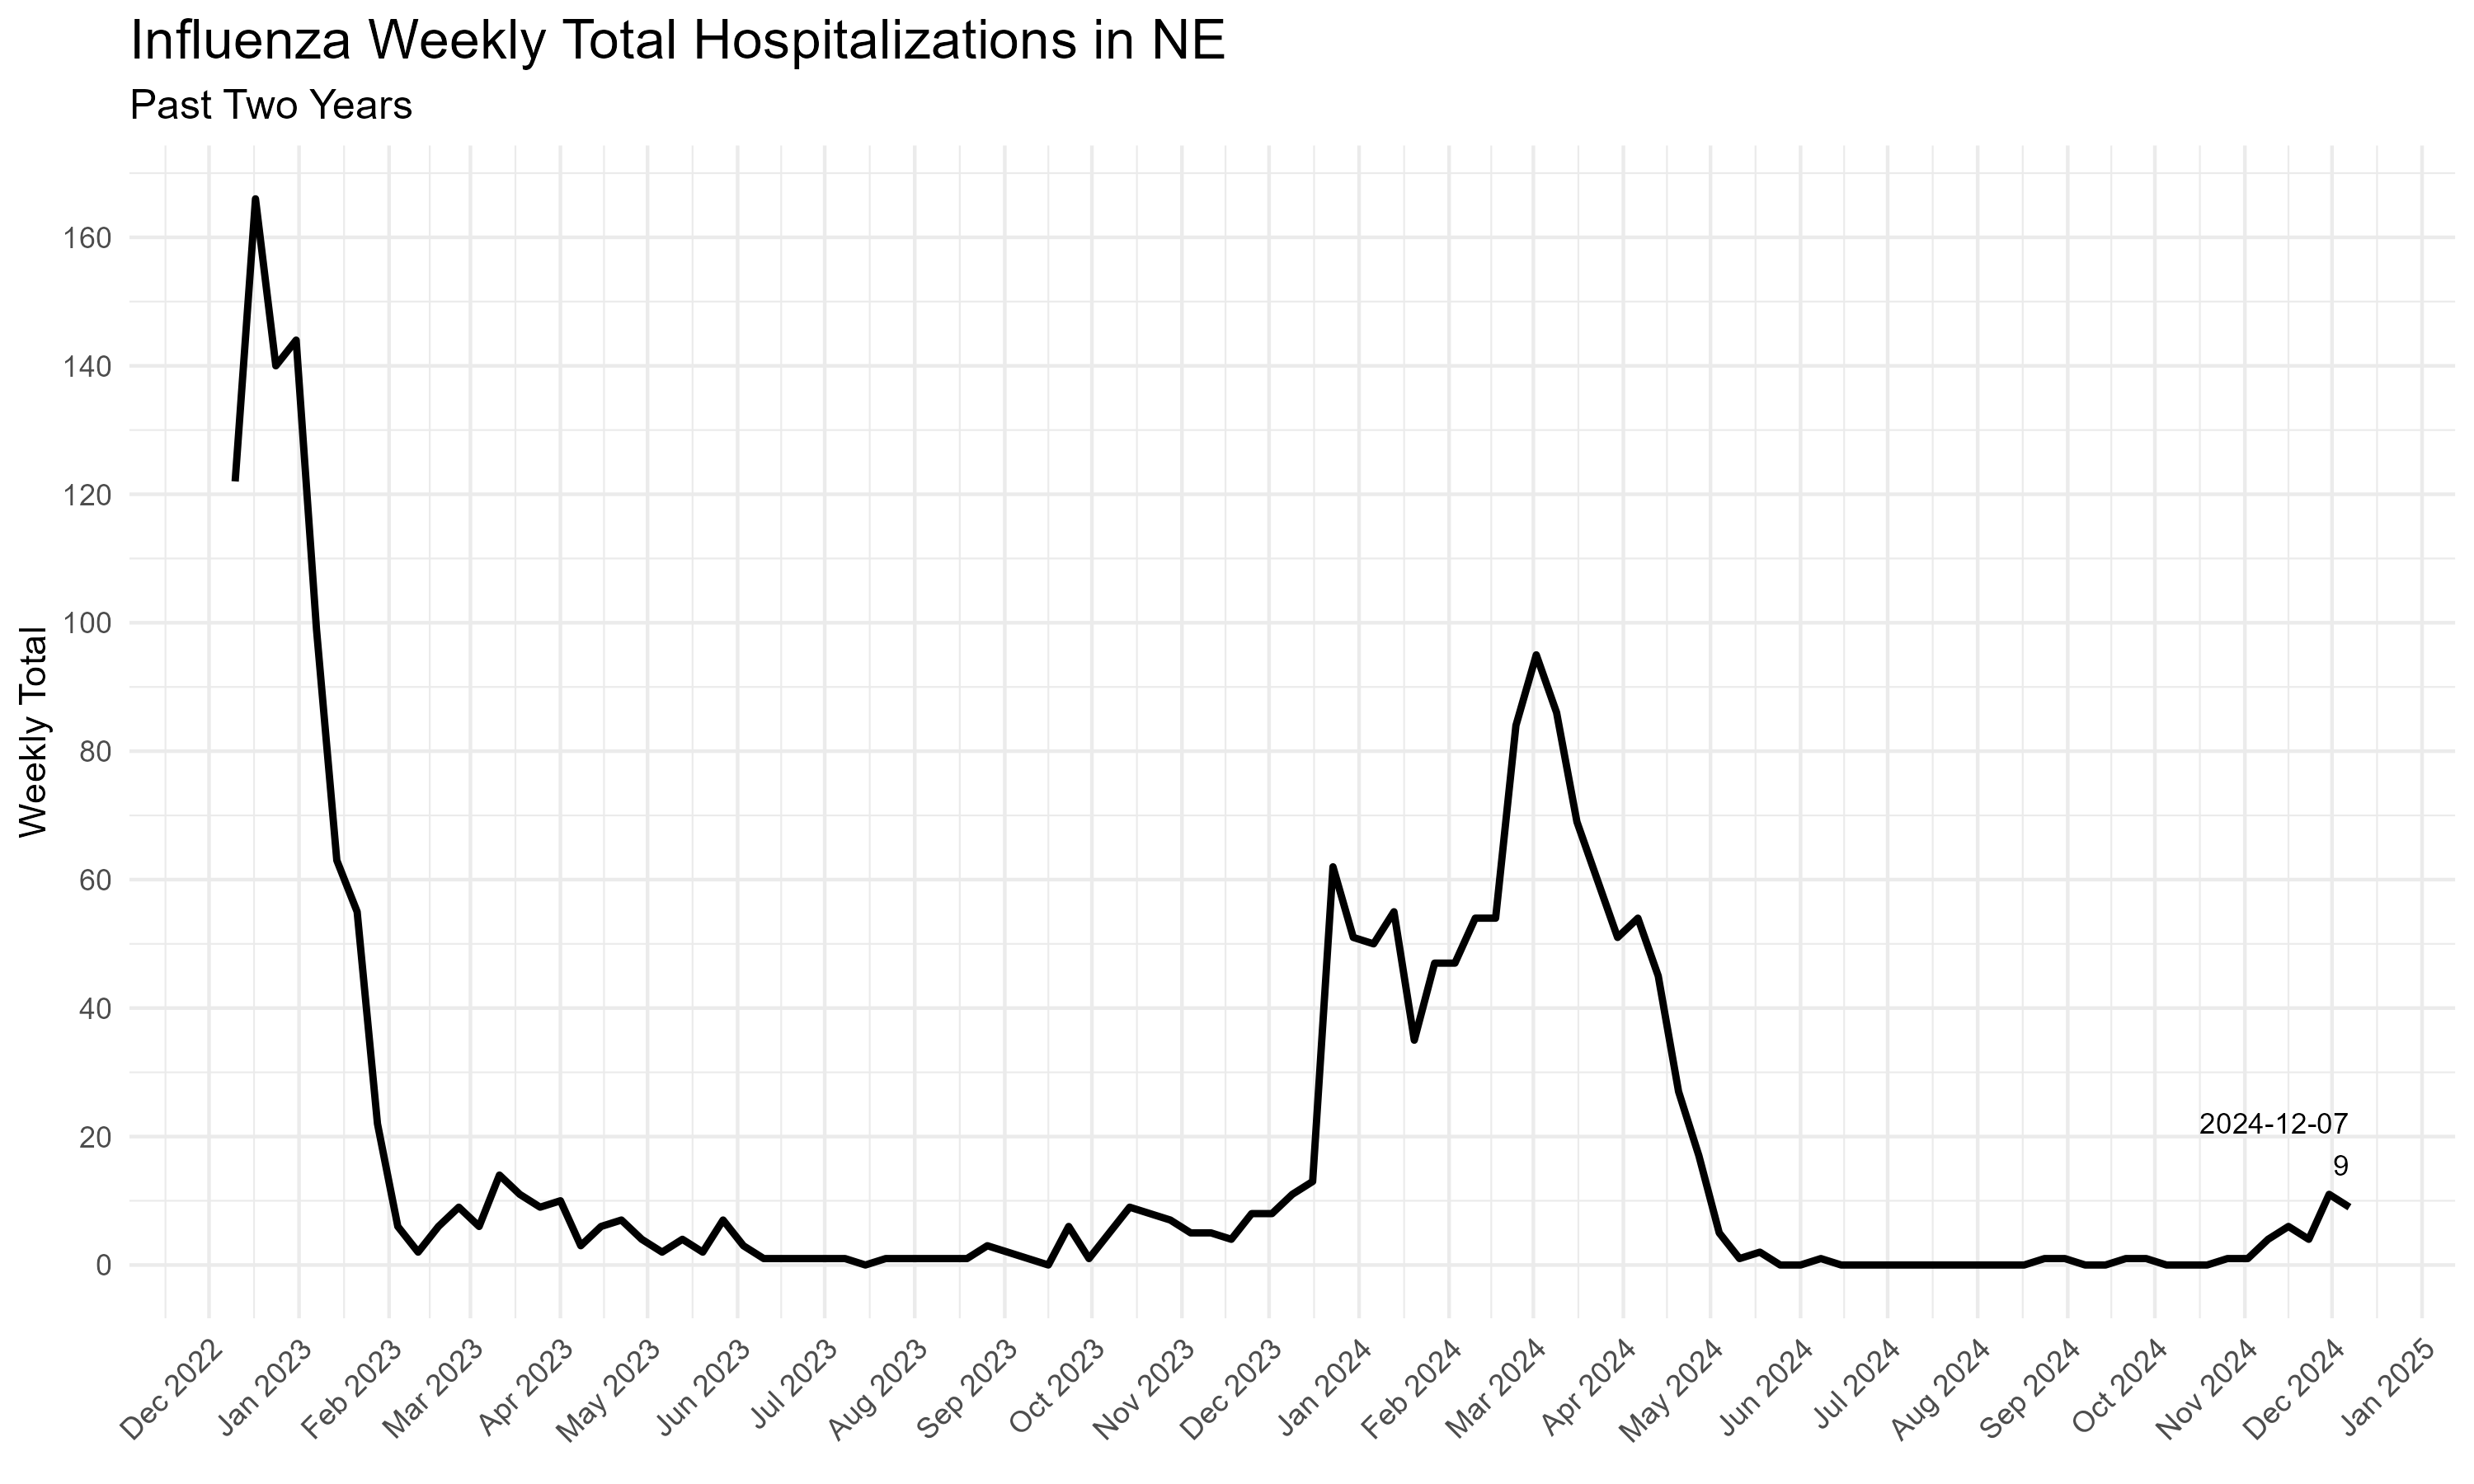 Influenza Weekly Total Hospitalizations in NE
Past Two Years
Weekly Total
160
140
120
100
80
60
40
20
0
2024-12-07
9
Dec 2022
Jan 2023
Feb 2023
Mar 2023
Apr 2023
May 2023
Jun 2023
Jul 2023
Aug 2023
Sep 2023
Oct 2023
Nov 2023
Dec 2023
Jan 2024
Feb 2024
Mar 2024
Apr 2024
May 2024
Jun 2024
Jul 2024
Aug 2024
Sep 2024
Oct 2024
Nov 2024
Dec 2024
Jan 2025